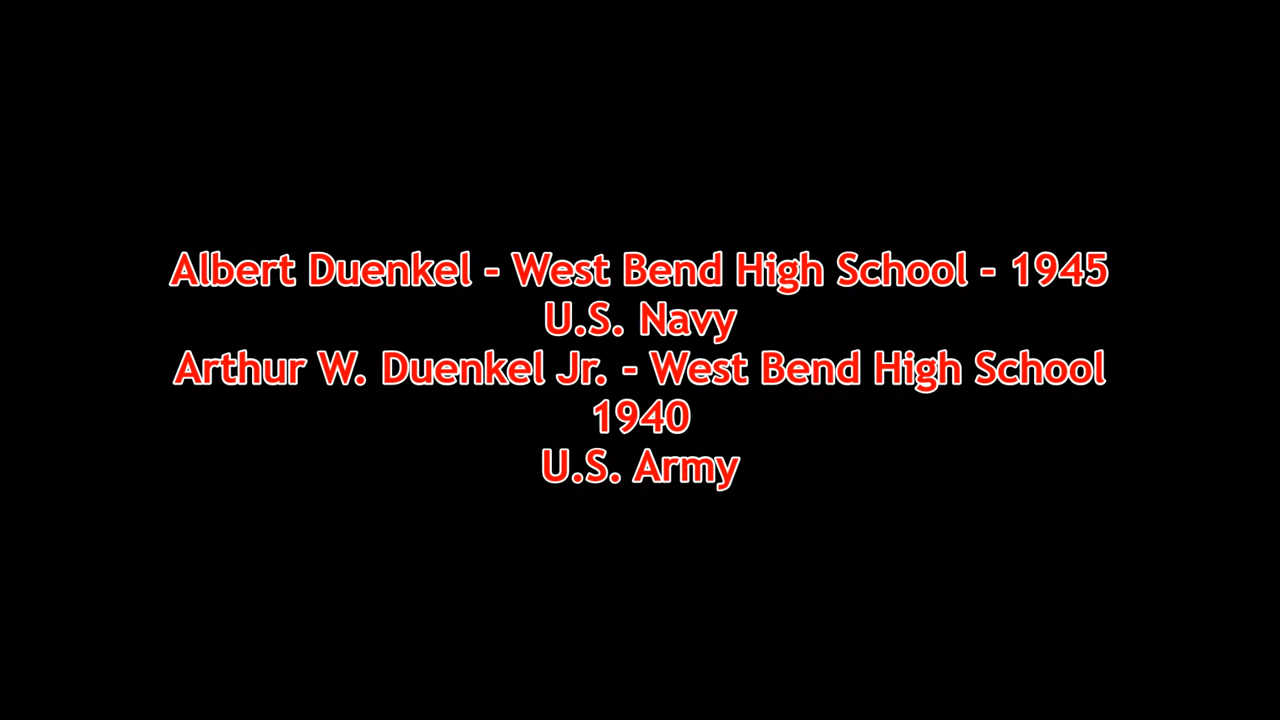 Albert Duenkel - West Bend High School - 1945
U.S. Navy
Arthur W. Duenkel Jr. - West Bend High School
1940
U.S. Army